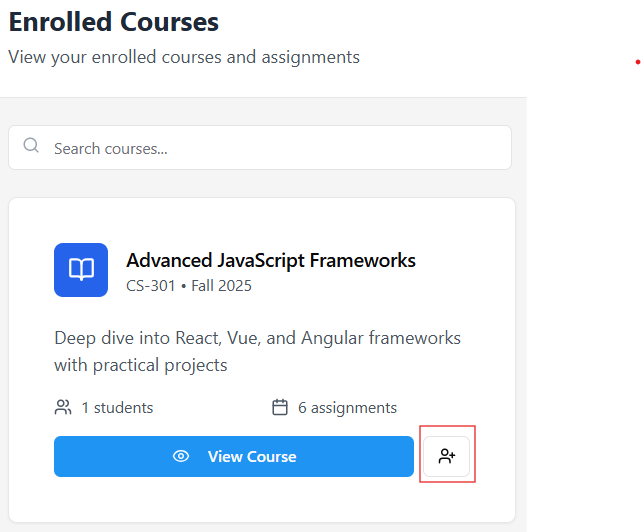 Enrolled Courses
View your enrolled courses and assignments
Search courses...
Advanced JavaScript Frameworks
CS-301 • Fall 2025
Deep dive into React, Vue, and Angular frameworks
with practical projects
1 students
6 assignments
View Course